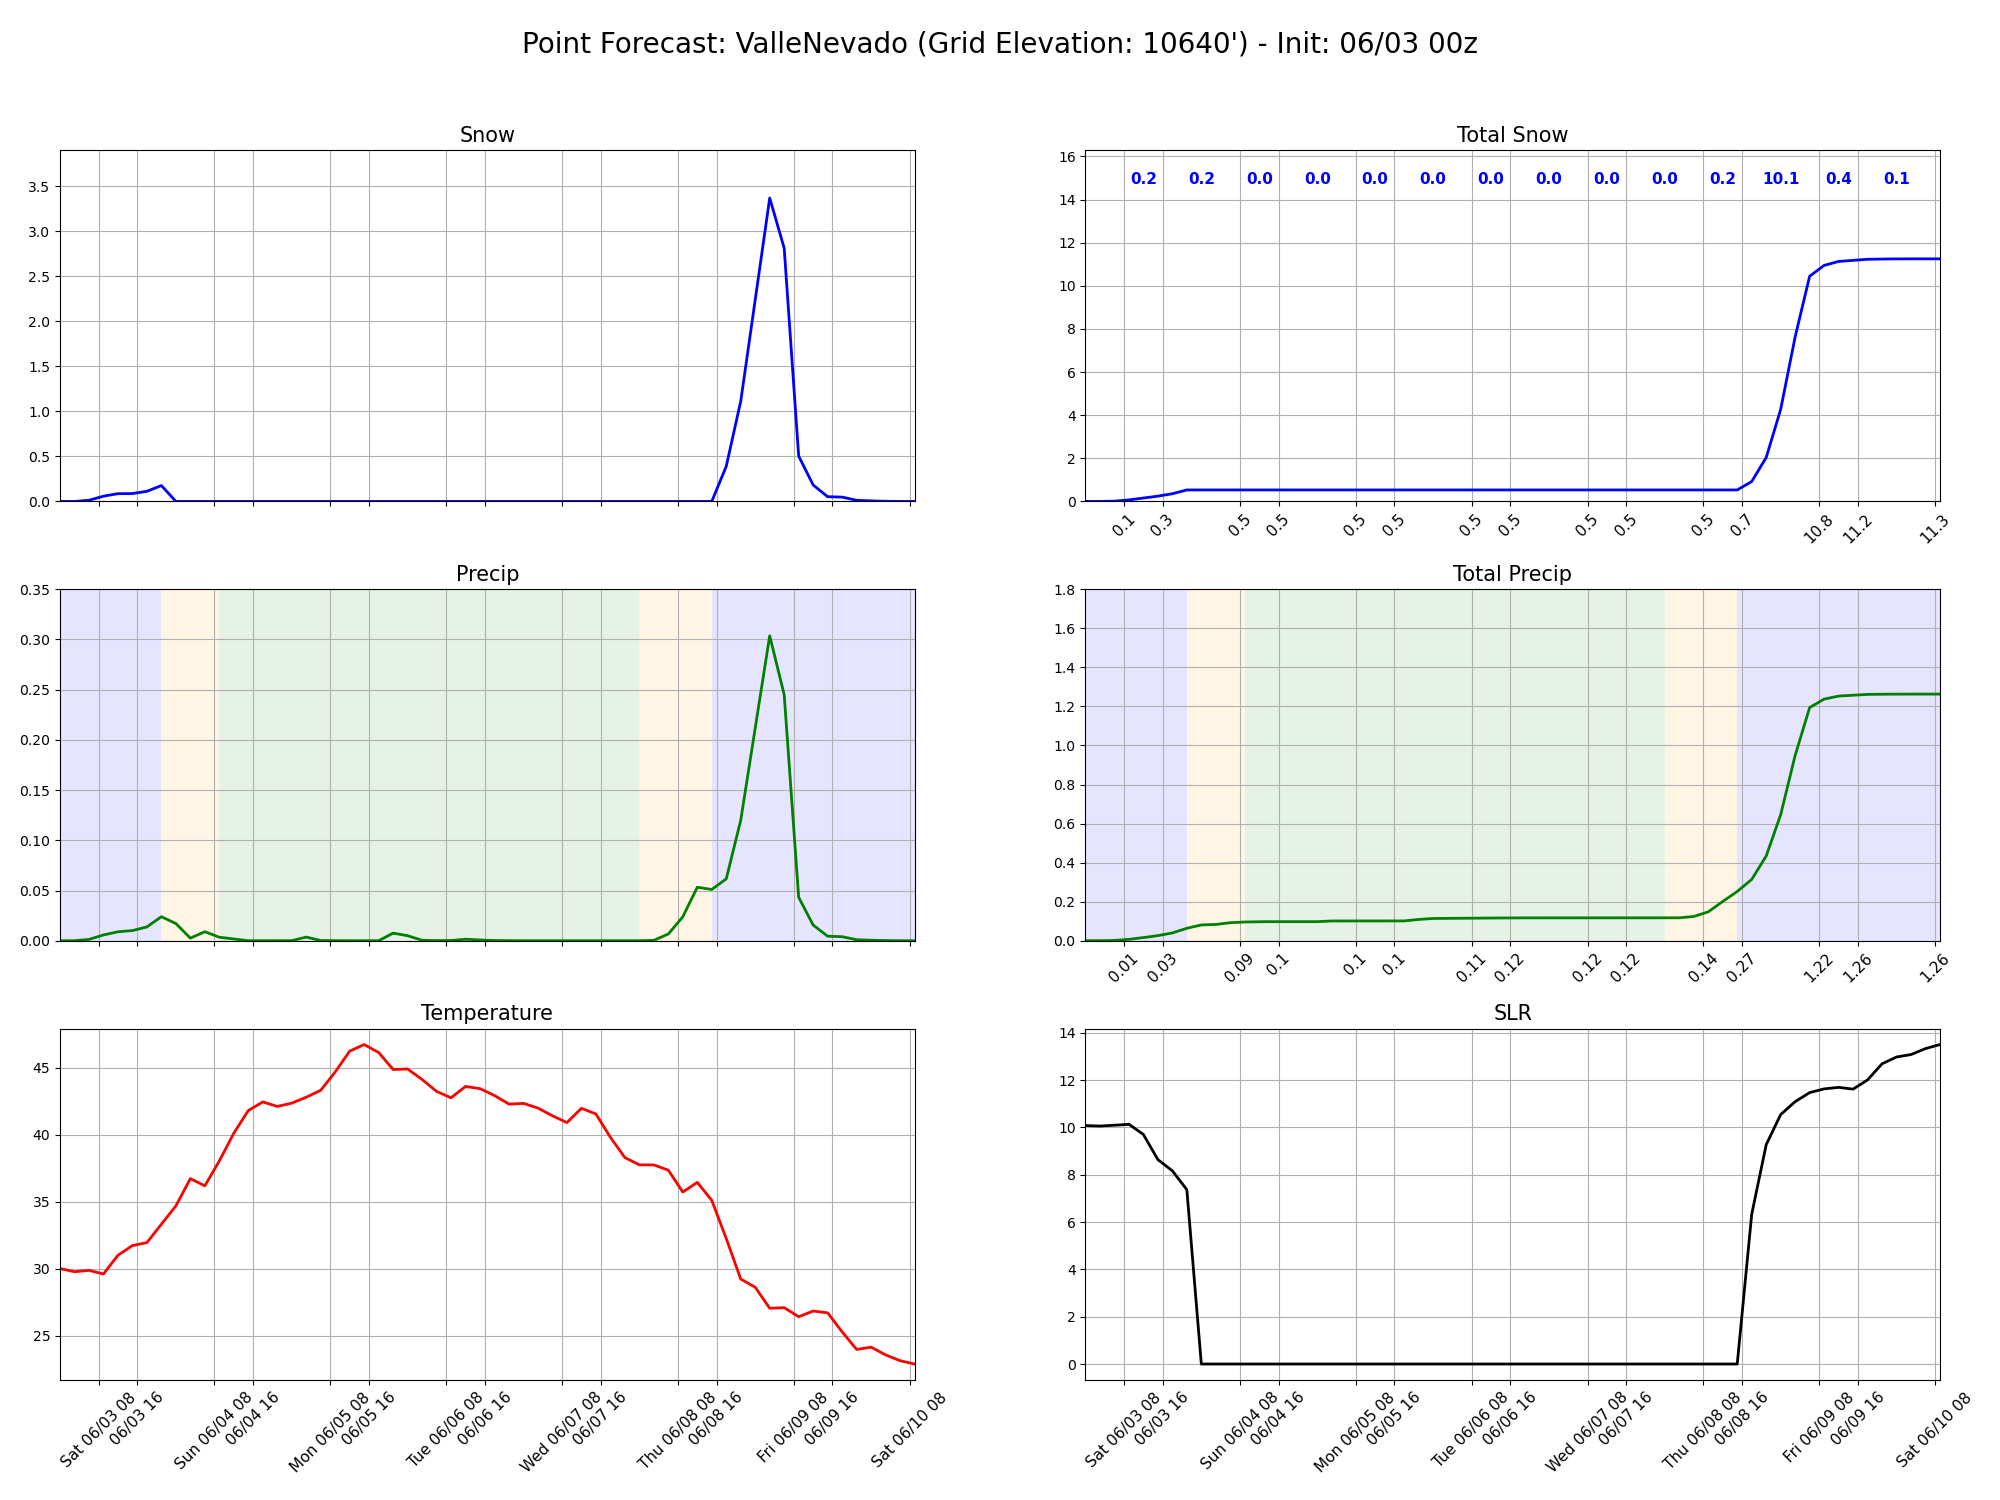 Point Forecast: ValleNevado (Grid Elevation: 10640') - Init: 06/03 00z
Snow
3.5
3.0
2.5
2.0
1.5
1.0
0.5
0.0
Total Snow
16
14
12
10
8
6
4
2
0
0.2 0.2 0.0 0.0 0.0 0.0 0.0 0.0 0.0 0.0 0.2 10.1 0.4 0.1
0.1 0.3 0.5 0.5 0.5 0.5 0.5 0.5 0.5 0.5 0.5 0.7 10.8 11.2 11.3
Precip
0.35
0.30
0.25
0.20
0.15
0.10
0.05
0.00
Total Precip
1.8
1.6
1.4
1.2
1.0
0.8
0.6
0.4
0.2
0.0
0.01 0.03 0.09 0.1 0.1 0.1 0.11 0.12 0.12 0.12 0.14 0.27 1.22 1.26 1.26
Temperature
45
40
35
30
25
Sat 06/03 08
06/03 16
Sun 06/04 08
06/04 16
Mon 06/05 08
06/05 16
Tue 06/06 08
06/06 16
Wed 06/07 08
06/07 16
Thu 06/08 08
06/08 16
Fri 06/09 08
06/09 16
Sat 06/10 08
SLR
14
12
10
8
6
4
2
0
Sat 06/03 08
06/03 16
Sun 06/04 08
06/04 16
Mon 06/05 08
06/05 16
Tue 06/06 08
06/06 16
Wed 06/07 08
06/07 16
Thu 06/08 08
06/08 16
Fri 06/09 08
06/09 16
Sat 06/10 08